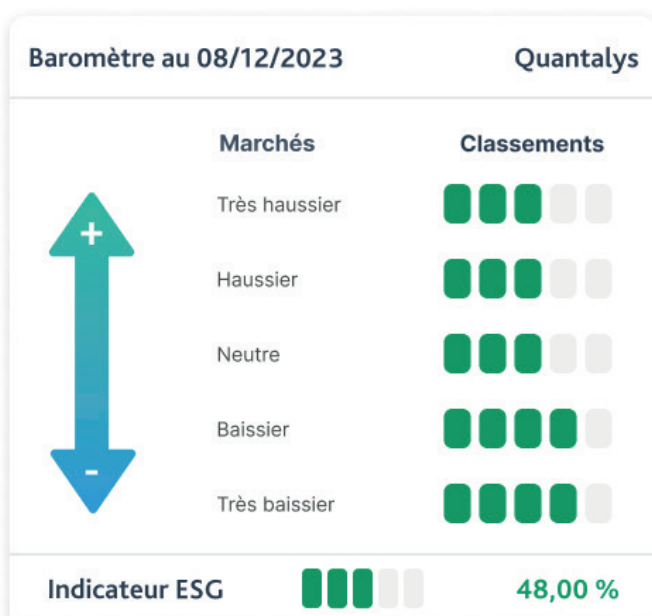 Baromètre au 08/12/2023 Quantalys
Marchés Classements
+
Très haussier
Haussier
Neutre
Baissier
-
Très baissier
Indicateur ESG 48,00 %